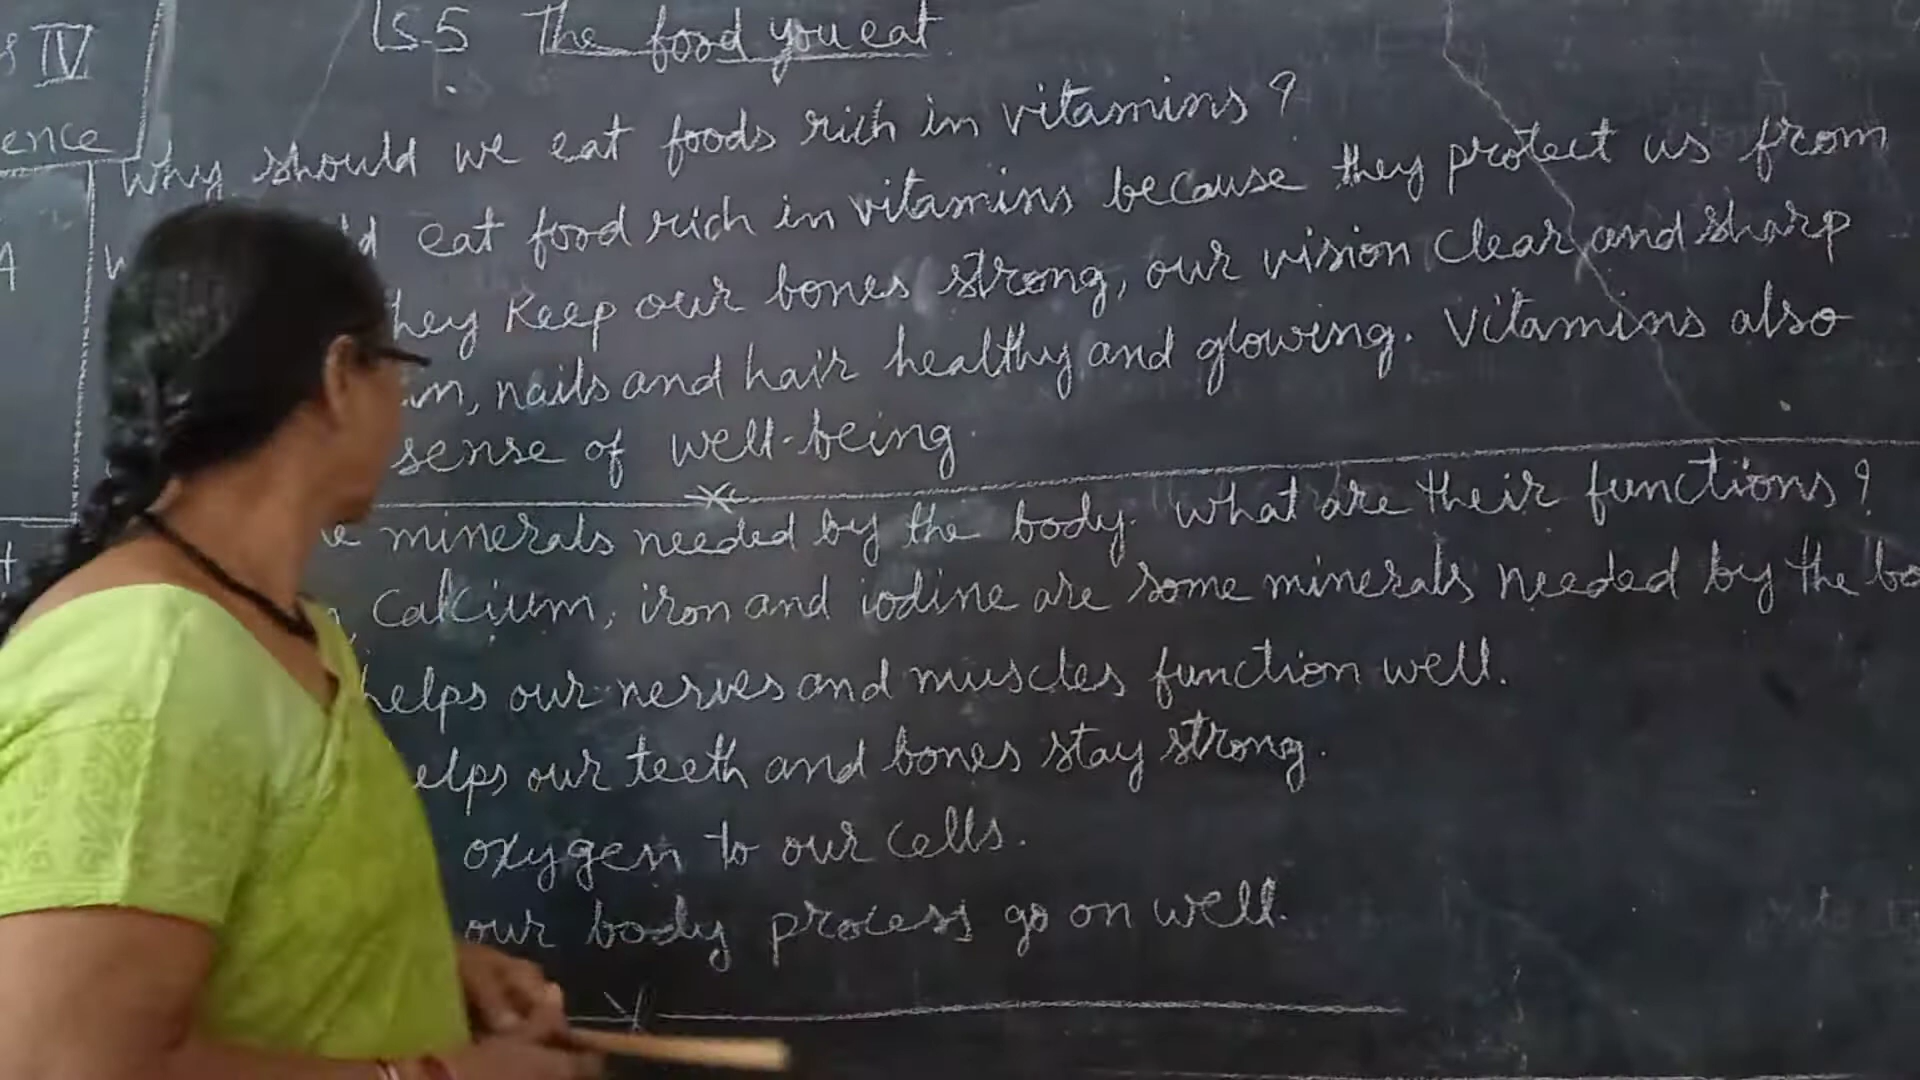 IV
Ls-5 The food you eat
ence
Why should we eat foods rich in vitamins?
eat food rich in vitamins because they protect us from
A
hey keep our bones strong, our vision clear and sharp
in, nails and hair healthy and glowing. Vitamins also
sense of well-being.
minerals needed by the body. What are their functions?
Calcium, iron and iodine are some minerals needed by the bo
helps our nerves and muscles function well.
elps our teeth and bones stay strong.
oxygen to our cells.
our body process go on well.